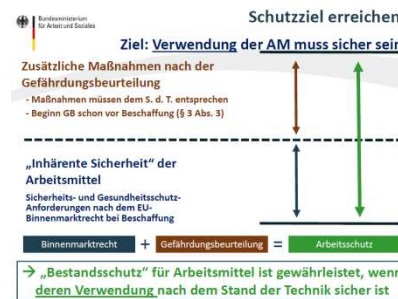 Bundesministerium
für Arbeit und Soziales
Schutzziel erreichen
Ziel: Verwendung der AM muss sicher sein
Zusätzliche Maßnahmen nach der
Gefährdungsbeurteilung
- Maßnahmen müssen dem S. d. T. entsprechen
- Beginn GB schon vor Beschaffung (§ 3 Abs. 3)
„Inhärente Sicherheit" der
Arbeitsmittel
Sicherheits- und Gesundheitsschutz-
Anforderungen nach dem EU-
Binnenmarktrecht bei Beschaffung
Binnenmarktrecht + Gefährdungsbeurteilung = Arbeitsschutz
→ „Bestandsschutz" für Arbeitsmittel ist gewährleistet, wenn
deren Verwendung nach dem Stand der Technik sicher ist